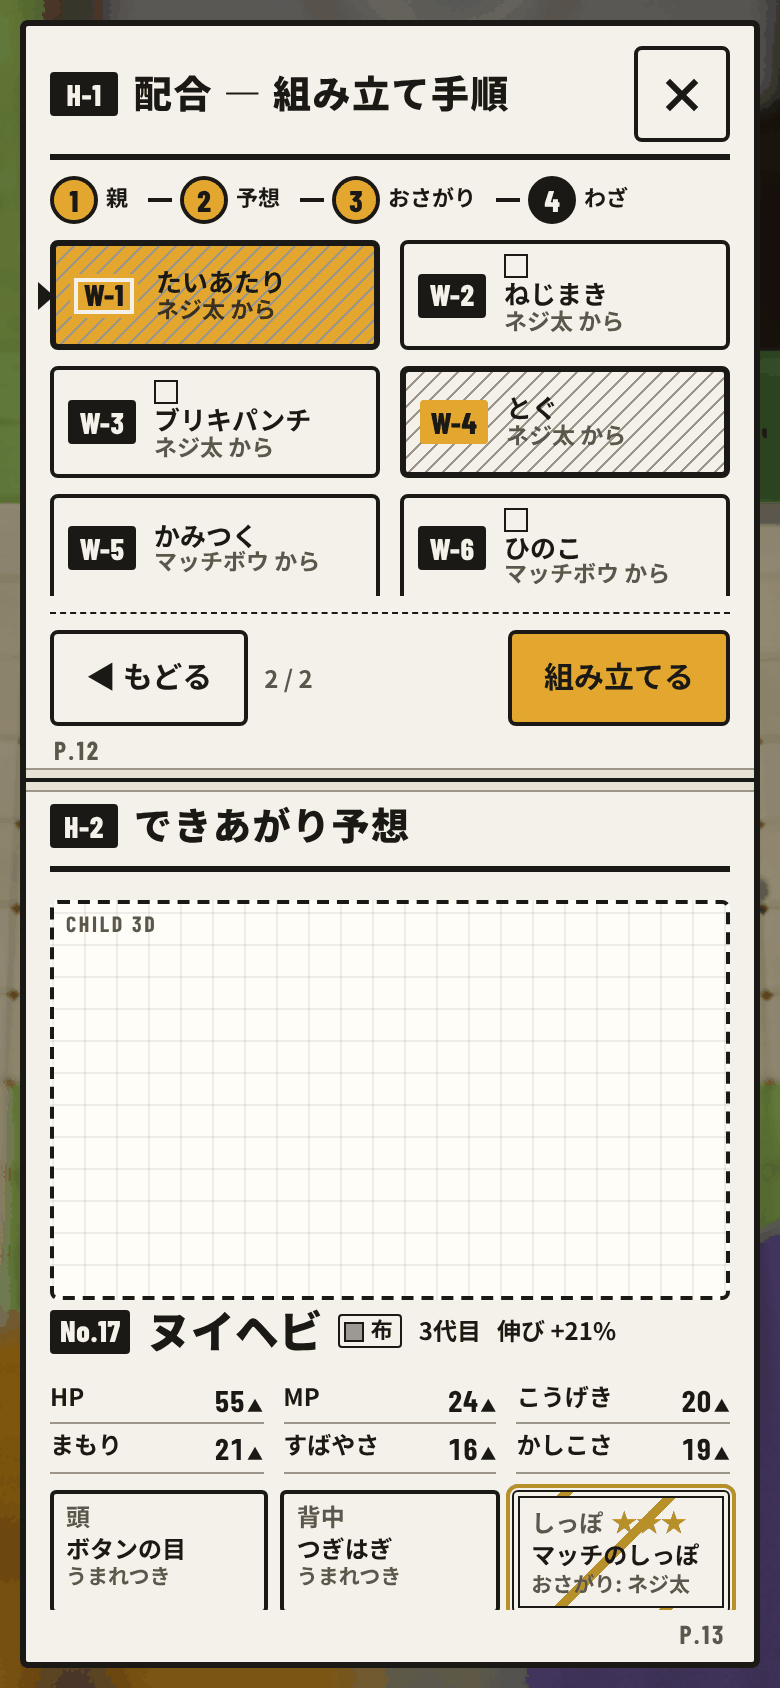 H-1 配合 — 組み立て手順 ×
1 親 2 予想 3 おさがり 4 わざ
W-1 たいあたり
ネジ太 から
W-2 ねじまき
ネジ太 から
W-3 ブリキパンチ
ネジ太 から
W-4 とぐ
ネジ太 から
W-5 かみつく
マッチボウ から
W-6 ひのこ
マッチボウ から
◀ もどる 2 / 2 組み立てる
P.12
H-2 できあがり予想
CHILD 3D
No.17 ヌイヘビ 布 3代目 伸び +21%
HP 55▲ MP 24▲ こうげき 20▲
まもり 21▲ すばやさ 16▲ かしこさ 19▲
頭
ボタンの目
うまれつき
背中
つぎはぎ
うまれつき
しっぽ ★★★
マッチのしっぽ
おさがり: ネジ太
P.13